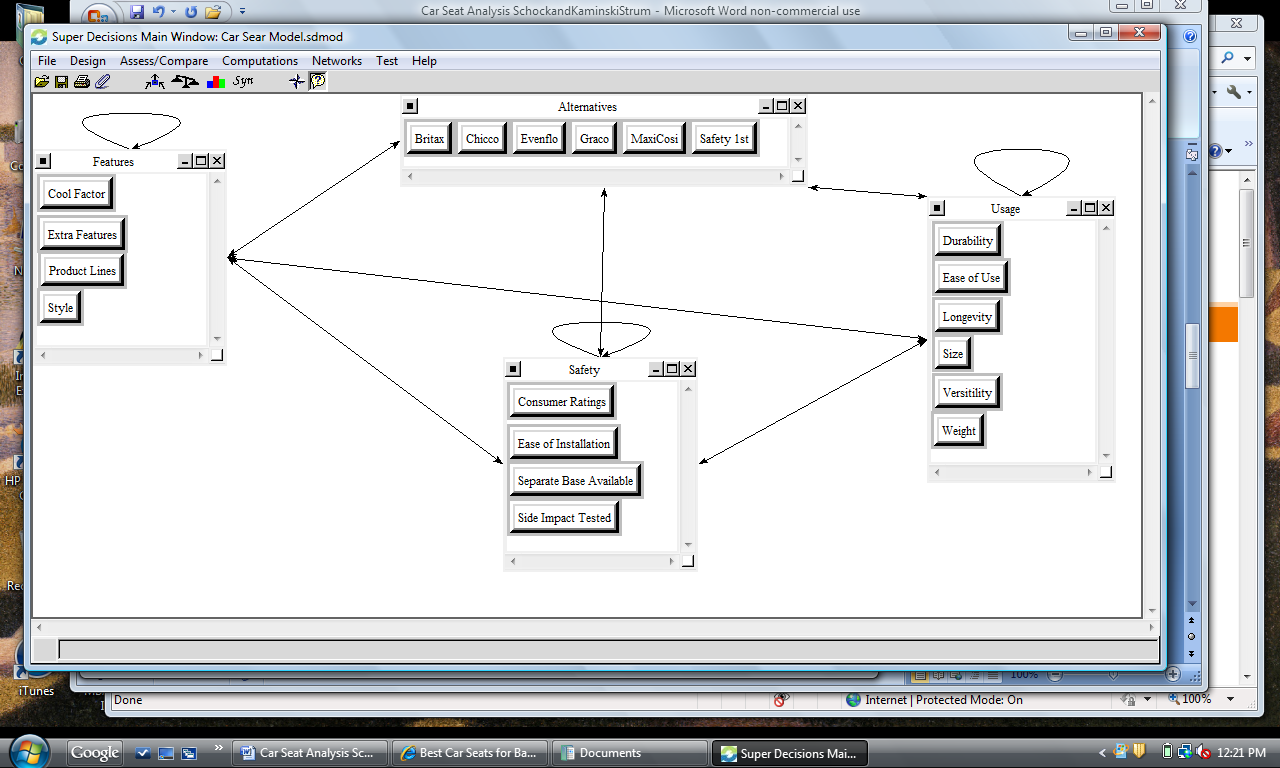 Car Seat Analysis SchockandKaminskiStrum - Microsoft Word non-commercial use
Super Decisions Main Window: Car Sear Model.sdmod
File Design Assess/Compare Computations Networks Test Help
Syn
Alternatives
Britax Chicco Evenflo Graco MaxiCosi Safety 1st
Features
Cool Factor
Extra Features
Product Lines
Style
Usage
Durability
Ease of Use
Longevity
Size
Versitility
Weight
Safety
Consumer Ratings
Ease of Installation
Separate Base Available
Side Impact Tested
HP
iTunes
100%
Done
Internet | Protected Mode: On
100%
Google
Car Seat Analysis Sc...
Best Car Seats for Ba...
Documents
Super Decisions Mai...
12:21 PM